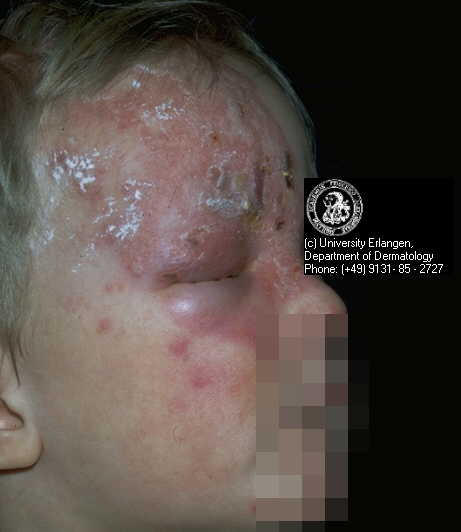 (c) University Erlangen,
Department of Dermatology
Phone: (+49) 9131- 85 - 2727